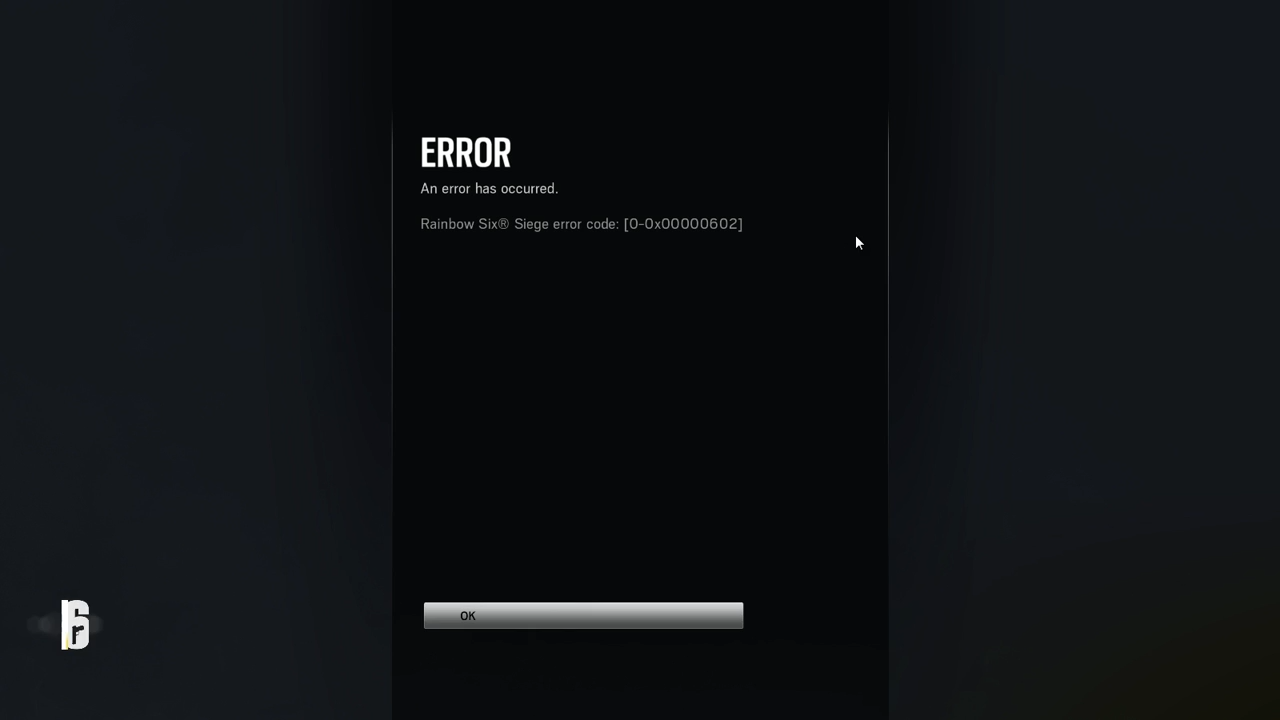 ERROR
An error has occurred.
Rainbow Six® Siege error code: [0-0x00000602]
OK